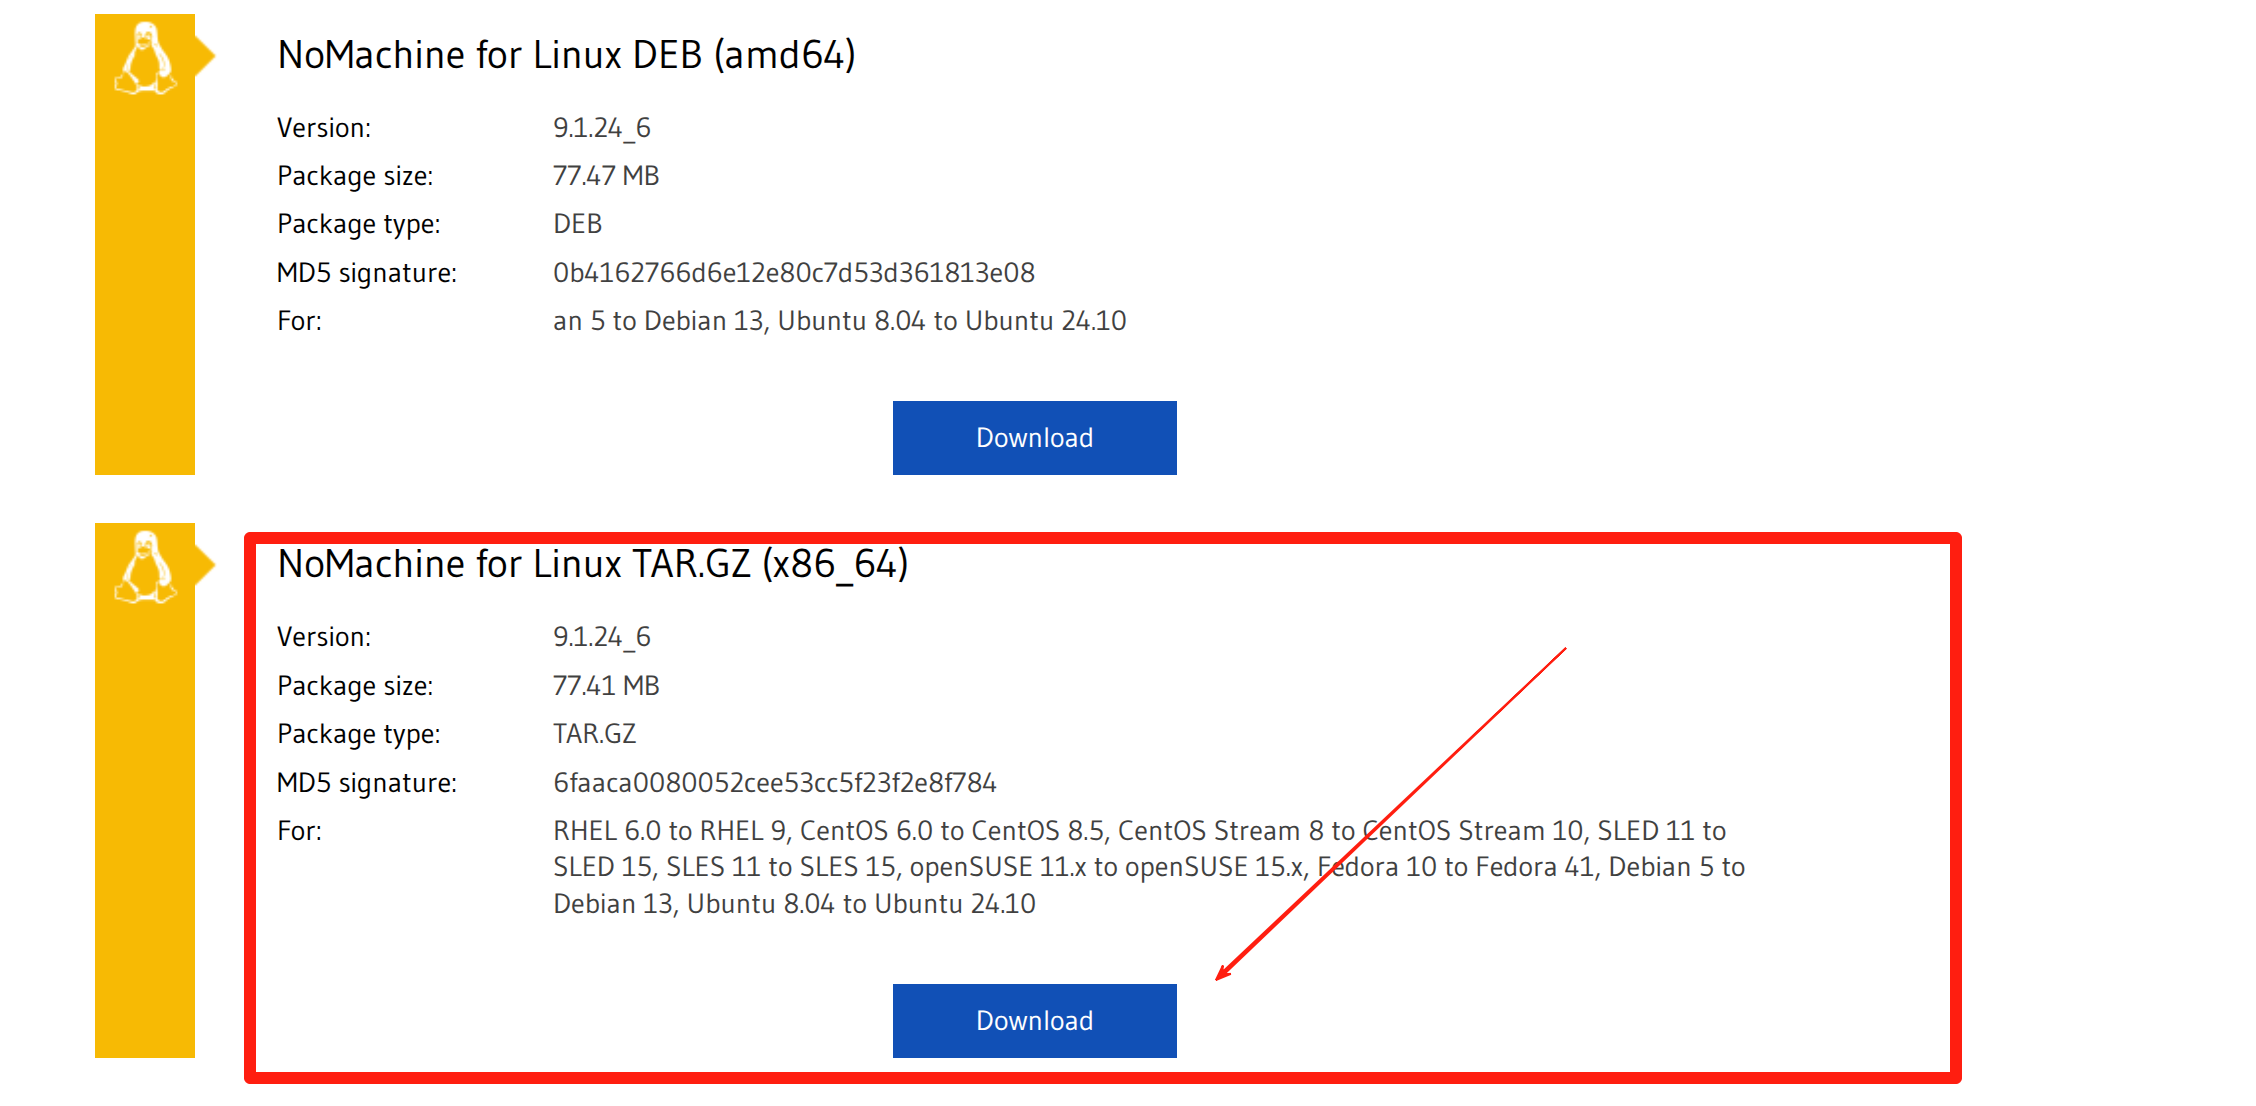 NoMachine for Linux DEB (amd64)
Version: 9.1.24_6
Package size: 77.47 MB
Package type: DEB
MD5 signature: 0b4162766d6e12e80c7d53d361813e08
For: an 5 to Debian 13, Ubuntu 8.04 to Ubuntu 24.10
Download
NoMachine for Linux TAR.GZ (x86_64)
Version: 9.1.24_6
Package size: 77.41 MB
Package type: TAR.GZ
MD5 signature: 6faaca0080052cee53cc5f23f2e8f784
For: RHEL 6.0 to RHEL 9, CentOS 6.0 to CentOS 8.5, CentOS Stream 8 to CentOS Stream 10, SLED 11 to
SLED 15, SLES 11 to SLES 15, openSUSE 11.x to openSUSE 15.x, Fedora 10 to Fedora 41, Debian 5 to
Debian 13, Ubuntu 8.04 to Ubuntu 24.10
Download